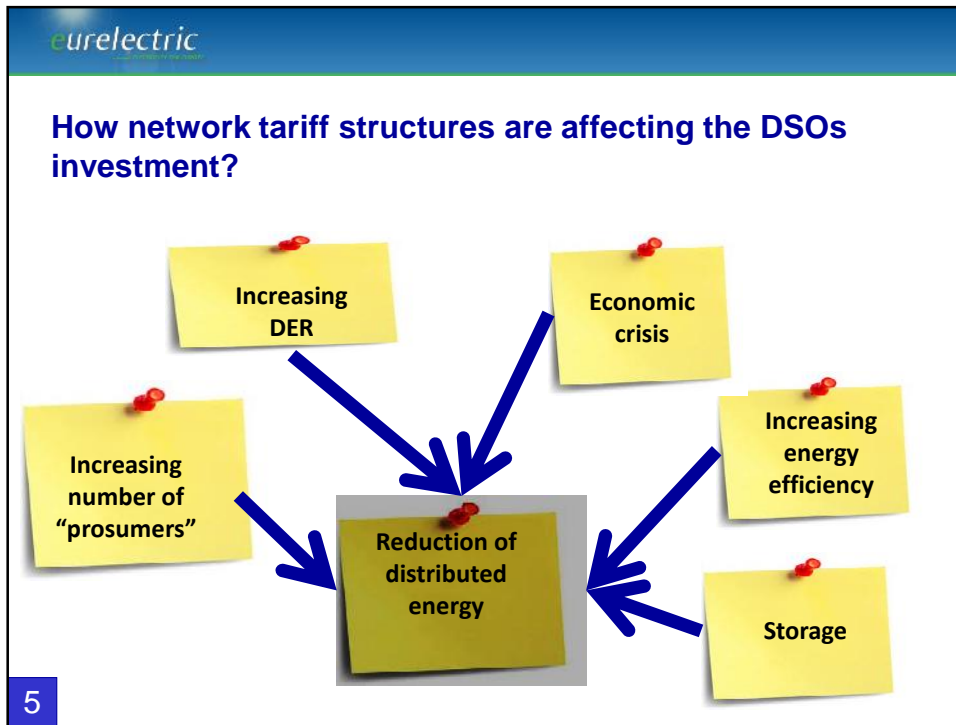 eurelectric
How network tariff structures are affecting the DSOs
investment?
Increasing
DER
Economic
crisis
Increasing
number of
“prosumers”
Increasing
energy
efficiency
Reduction of
distributed
energy
Storage
5